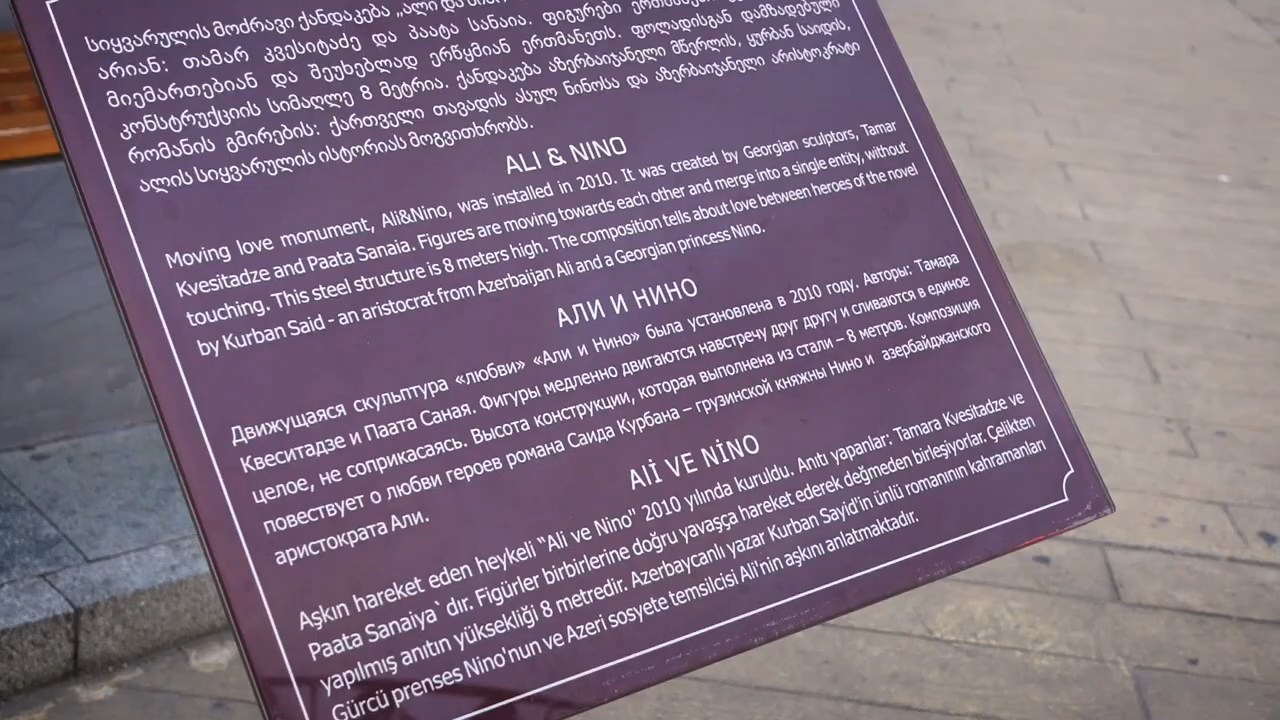 სიყვარულის მოძრავი ქანდაკება „ალი და
არიან: თამარ კვესიტაძე და პაატა სანაია. ფიგურები
მიემართებიან და შეუხებლად ერწყმიან ერთმანეთს. ფოლადისგან დამზადებული
კონსტრუქციის სიმაღლე 8 მეტრია. ქანდაკება აზერბაიჯანელი მწერლის, ყურბან საიდის,
რომანის გმირების: ქართველი თავადის ასულ ნინოსა და აზერბაიჯანელი არისტოკრატი
ალის სიყვარულის ისტორიას მოგვითხრობს.
ALI & NINO
Moving love monument, Ali&Nino, was installed in 2010. It was created by Georgian sculptors, Tamar
Kvesitadze and Paata Sanaia. Figures are moving towards each other and merge into a single entity, without
touching. This steel structure is 8 meters high. The composition tells about love between heroes of the novel
by Kurban Said - an aristocrat from Azerbaijan Ali and a Georgian princess Nino.
АЛИ И НИНО
Движущаяся скульптура «любви» «Али и Нино» была установлена в 2010 году. Авторы: Тамара
Квеситадзе и Паата Саная. Фигуры медленно двигаются навстречу друг другу и сливаются в единое
целое, не соприкасаясь. Высота конструкции, которая выполнена из стали – 8 метров. Композиция
повествует о любви героев романа Саида Курбана – грузинской княжны Нино и азербайджанского
аристократа Али.
ALİ VE NİNO
Aşkın hareket eden heykeli “Ali ve Nino” 2010 yılında kuruldu. Anıtı yapanlar: Tamara Kvesitadze ve
Paata Sanaiya`dır. Figürler birbirlerine doğru yavaşça hareket ederek değmeden birleşiyorlar. Çelikten
yapılmış anıtın yüksekliği 8 metredir. Azerbaycanlı yazar Kurban Sayid'in ünlü romanının kahramanları
Gürcü prenses Nino'nun ve Azeri sosyete temsilcisi Ali'nin aşkını anlatmaktadır.